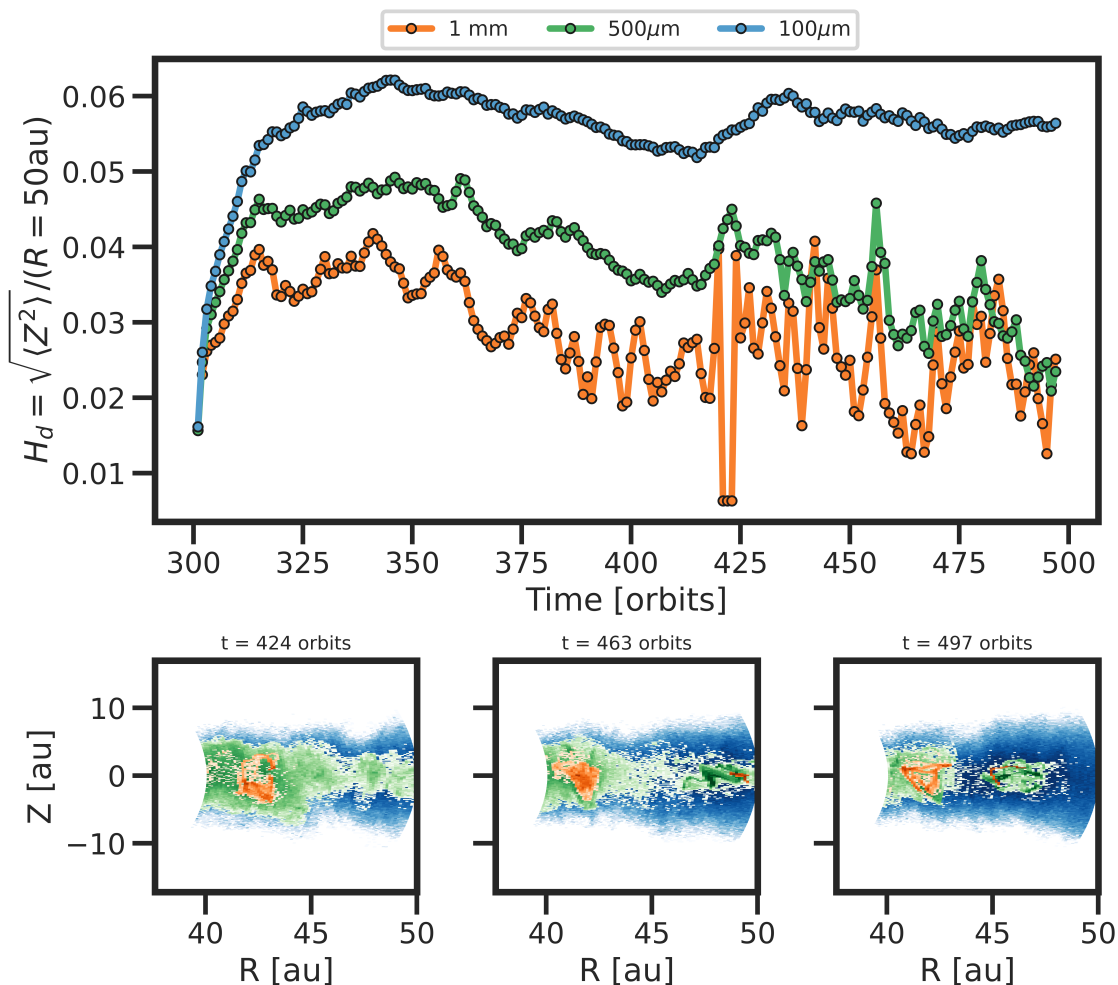 1 mm 500μm 100μm
H_d = √⟨Z²⟩/(R = 50au)
0.06
0.05
0.04
0.03
0.02
0.01
300 325 350 375 400 425 450 475 500
Time [orbits]
t = 424 orbits t = 463 orbits t = 497 orbits
Z [au]
10
0
−10
40 45 50 40 45 50 40 45 50
R [au] R [au] R [au]